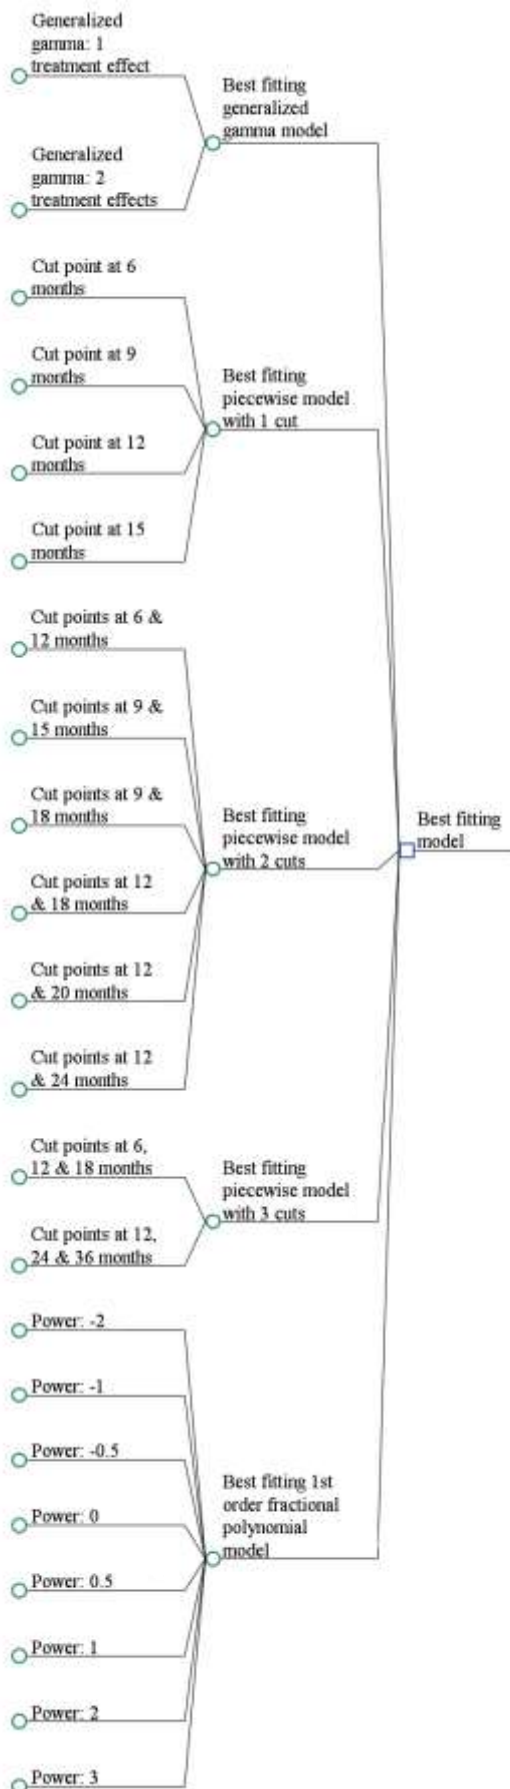 Generalized
gamma: 1
treatment effect
Best fitting
generalized
gamma model
Generalized
gamma: 2
treatment effects
Cut point at 6
months
Cut point at 9
months
Best fitting
piecewise model
with 1 cut
Cut point at 12
months
Cut point at 15
months
Cut points at 6 &
12 months
Cut points at 9 &
15 months
Cut points at 9 &
18 months
Best fitting
piecewise model
with 2 cuts
Best fitting
model
Cut points at 12
& 18 months
Cut points at 12
& 20 months
Cut points at 12
& 24 months
Cut points at 6,
12 & 18 months
Best fitting
piecewise model
with 3 cuts
Cut points at 12,
24 & 36 months
Power: -2
Power: -1
Power: -0.5
Best fitting 1st
order fractional
polynomial
model
Power: 0
Power: 0.5
Power: 1
Power: 2
Power: 3